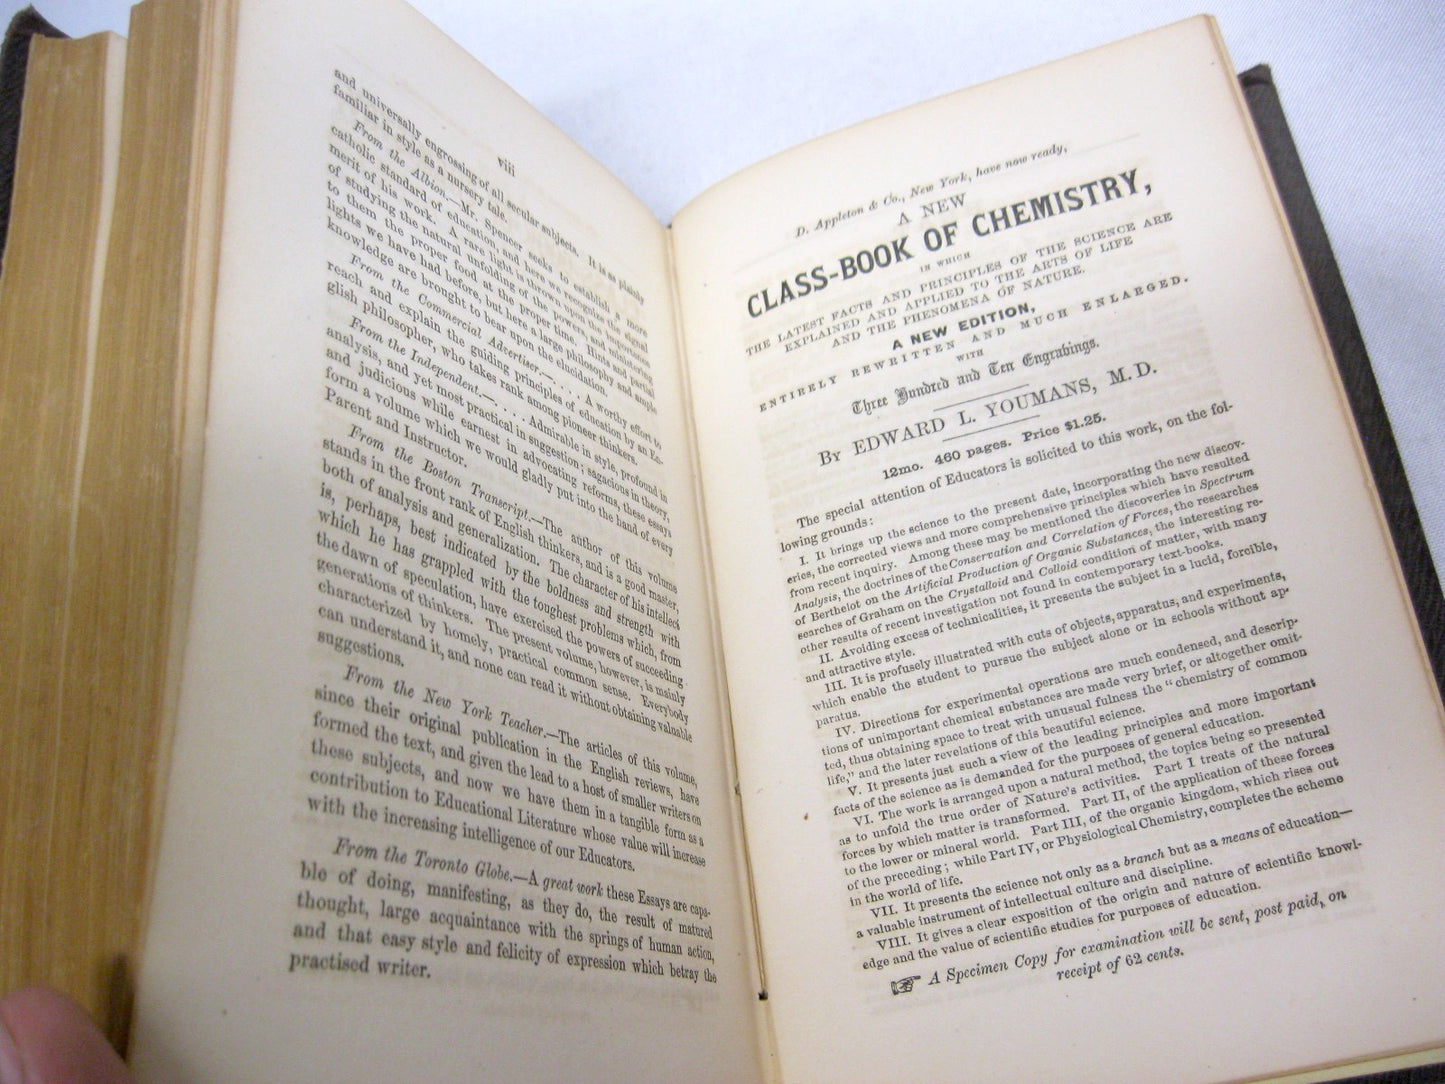 viii
and universally engrossing of all secular subjects. It is as plainly
familiar in style as a nursery tale.
From the Albion.—Mr. Spencer seeks to establish a more
catholic standard of education, and here we recognize the signal
merit of his work. A rare light is thrown upon the importance
of studying the natural unfolding of the powers, and ministering
to them the proper food at the proper time. Hints and partial
lights we have had before, but here a large philosophy and ample
knowledge are brought to bear upon the elucidation.
From the Commercial Advertiser.—. . . . A worthy effort to
reach and explain the guiding principles of education by an En-
glish philosopher, who takes rank among pioneer thinkers.
From the Independent.—. . . . Admirable in style, profound in
analysis, and yet most practical in suggestion; sagacious in theory,
and judicious while earnest in advocating reforms, these essays
form a volume which we would gladly put into the hand of every
Parent and Instructor.
From the Boston Transcript.—The author of this volume
stands in the front rank of English thinkers, and is a good master,
both of analysis and generalization. The character of his intellect
is, perhaps, best indicated by the boldness and strength with
which he has grappled with the toughest problems which, from
the dawn of speculation, have exercised the powers of succeeding
generations of thinkers. The present volume, however, is mainly
characterized by homely, practical common sense. Everybody
can understand it, and none can read it without obtaining valuable
suggestions.
From the New York Teacher.—The articles of this volume,
since their original publication in the English reviews, have
formed the text, and given the lead to a host of smaller writers on
these subjects, and now we have them in a tangible form as a
contribution to Educational Literature whose value will increase
with the increasing intelligence of our Educators.
From the Toronto Globe.—A great work these Essays are capa-
ble of doing, manifesting, as they do, the result of matured
thought, large acquaintance with the springs of human action,
and that easy style and felicity of expression which betray the
practised writer.
D. Appleton & Co., New York, have now ready,
A NEW
CLASS-BOOK OF CHEMISTRY,
IN WHICH
THE LATEST FACTS AND PRINCIPLES OF THE SCIENCE ARE
EXPLAINED AND APPLIED TO THE ARTS OF LIFE
AND THE PHENOMENA OF NATURE.
A NEW EDITION,
ENTIRELY REWRITTEN AND MUCH ENLARGED.
WITH
Three Hundred and Ten Engravings.
BY EDWARD L. YOUMANS, M.D.
12mo. 460 pages. Price $1.25.
The special attention of Educators is solicited to this work, on the fol-
lowing grounds:
I. It brings up the science to the present date, incorporating the new discov-
eries, the corrected views and more comprehensive principles which have resulted
from recent inquiry. Among these may be mentioned the discoveries in Spectrum
Analysis, the doctrines of the Conservation and Correlation of Forces, the researches
of Berthelot on the Artificial Production of Organic Substances, the interesting re-
searches of Graham on the Crystalloid and Colloid condition of matter, with many
other results of recent investigation not found in contemporary text-books.
II. Avoiding excess of technicalities, it presents the subject in a lucid, forcible,
and attractive style.
III. It is profusely illustrated with cuts of objects, apparatus, and experiments,
which enable the student to pursue the subject alone or in schools without ap-
paratus.
IV. Directions for experimental operations are much condensed, and descrip-
tions of unimportant chemical substances are made very brief, or altogether omit-
ted, thus obtaining space to treat with unusual fulness the "chemistry of common
life," and the later revelations of this beautiful science.
V. It presents just such a view of the leading principles and more important
facts of the science as is demanded for the purposes of general education.
VI. The work is arranged upon a natural method, the topics being so presented
as to unfold the true order of Nature's activities. Part I treats of the natural
forces by which matter is transformed. Part II, of the application of these forces
to the lower or mineral world. Part III, of the organic kingdom, which rises out
of the preceding; while Part IV, or Physiological Chemistry, completes the scheme
in the world of life.
VII. It presents the science not only as a branch but as a means of education—
a valuable instrument of intellectual culture and discipline.
VIII. It gives a clear exposition of the origin and nature of scientific knowl-
edge and the value of scientific studies for purposes of education.
☞ A Specimen Copy for examination will be sent, post paid, on
receipt of 62 cents.